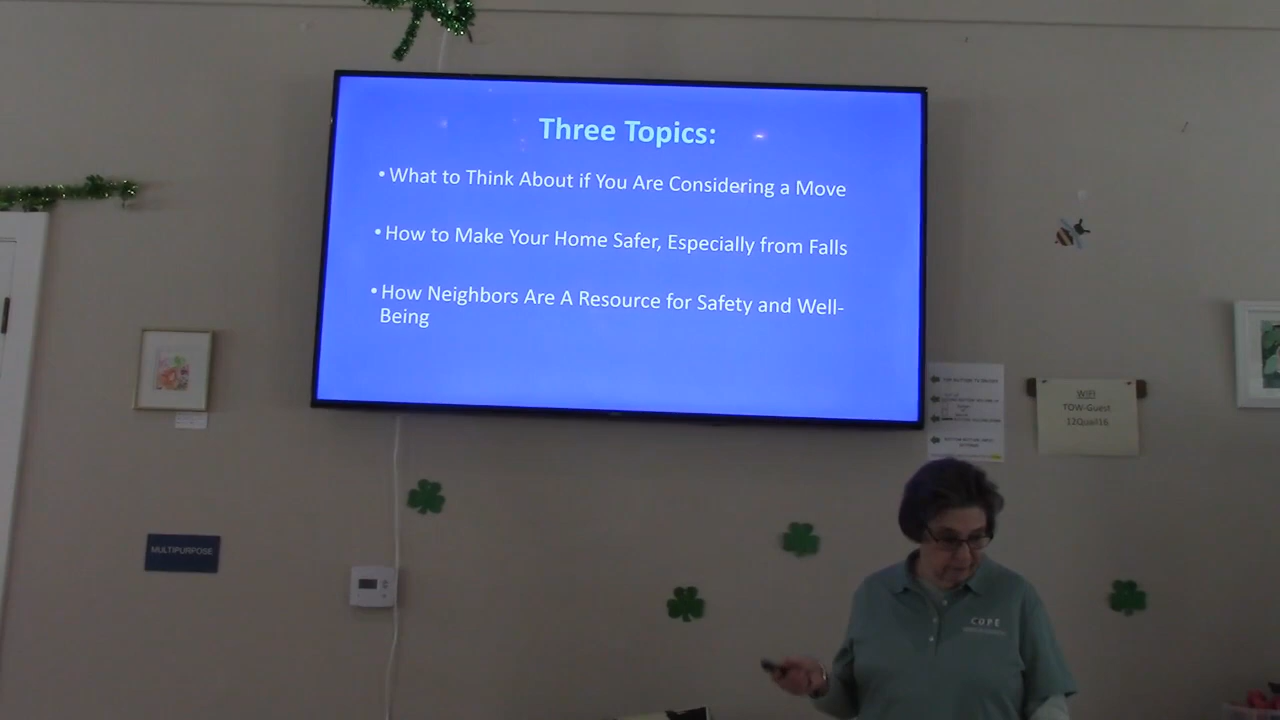 Three Topics:
• What to Think About if You Are Considering a Move
• How to Make Your Home Safer, Especially from Falls
• How Neighbors Are A Resource for Safety and Well-
Being
WIFI
TOW-Guest
12Quail16
MULTIPURPOSE
COPE